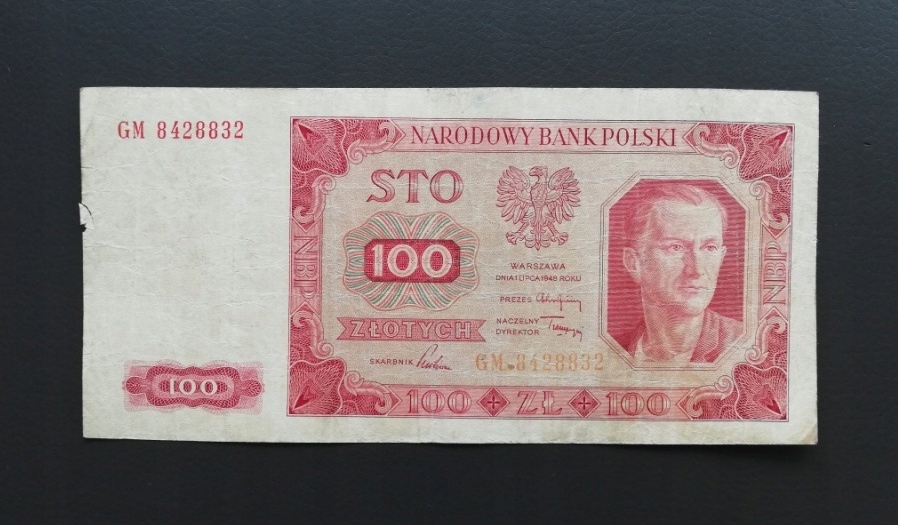 GM 8428832
NARODOWY BANK POLSKI
STO
100
ZŁOTYCH
WARSZAWA
DNIA 1 LIPCA 1948 ROKU
PREZES
NACZELNY
DYREKTOR
SKARBNIK
GM. 8428832
NBP
NBP
100
100 ZŁ 100